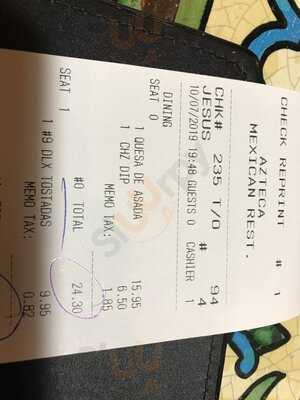 CHECK REPRINT # 1
AZTECA
MEXICAN REST.
CHK# 235 T/O # 94
JESUS 4
10/07/2019 19:48 GUESTS 0 CASHIER 1
DINING
SEAT 0
1 QUESA DE ASADA 15.95
1 CHZ DIP 6.50
MEMO TAX: 1.85
#0 TOTAL 24.30
SEAT 1
1 #9 DLX TOSTADAS 9.95
MEMO TAX: 0.82